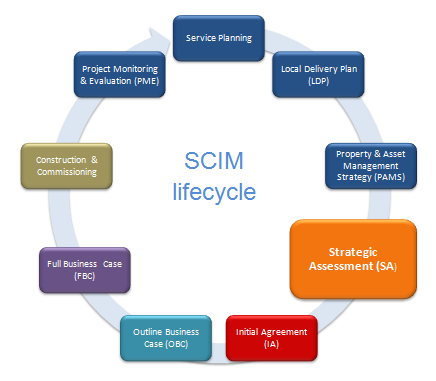 Service Planning
Local Delivery Plan
(LDP)
Property & Asset
Management
Strategy (PAMS)
Strategic
Assessment (SA)
Initial Agreement
(IA)
Outline Business
Case (OBC)
Full Business Case
(FBC)
Construction &
Commissioning
Project Monitoring
& Evaluation (PME)
SCIM
lifecycle